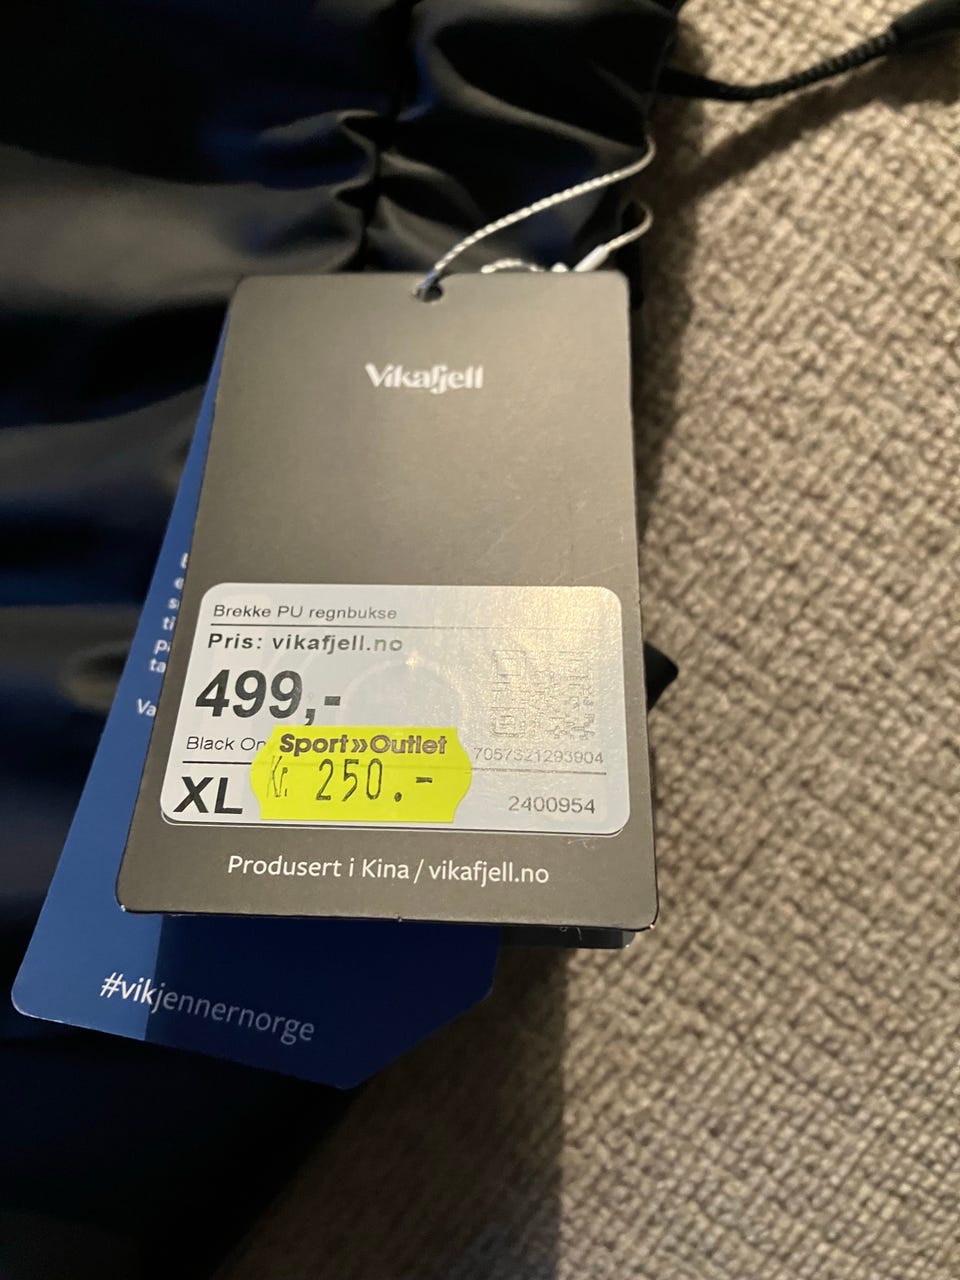 Vikafjell
Brekke PU regnbukse
Pris: vikafjell.no
499,-
Black
Sport»Outlet
Kr. 250.-
7057321293904
XL
2400954
Produsert i Kina / vikafjell.no
#vikjennernorge